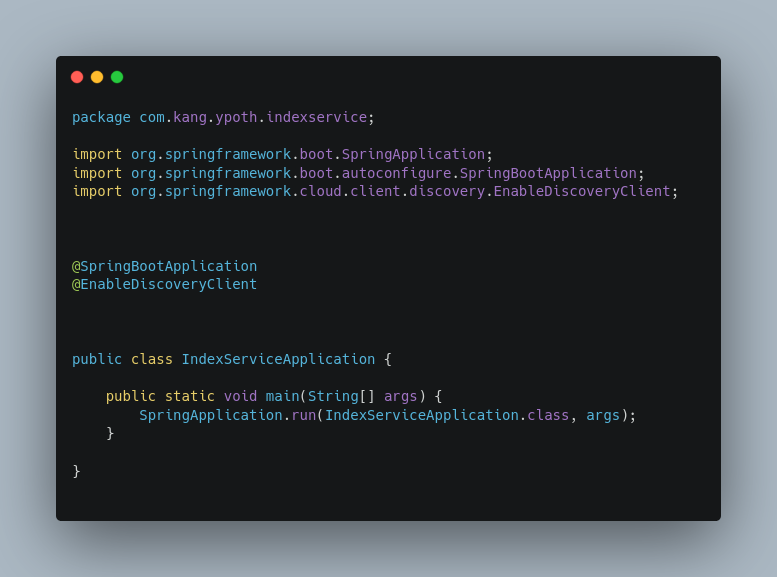 package com.kang.ypoth.indexservice;
import org.springframework.boot.SpringApplication;
import org.springframework.boot.autoconfigure.SpringBootApplication;
import org.springframework.cloud.client.discovery.EnableDiscoveryClient;
@SpringBootApplication
@EnableDiscoveryClient
public class IndexServiceApplication {
    public static void main(String[] args) {
        SpringApplication.run(IndexServiceApplication.class, args);
    }
}